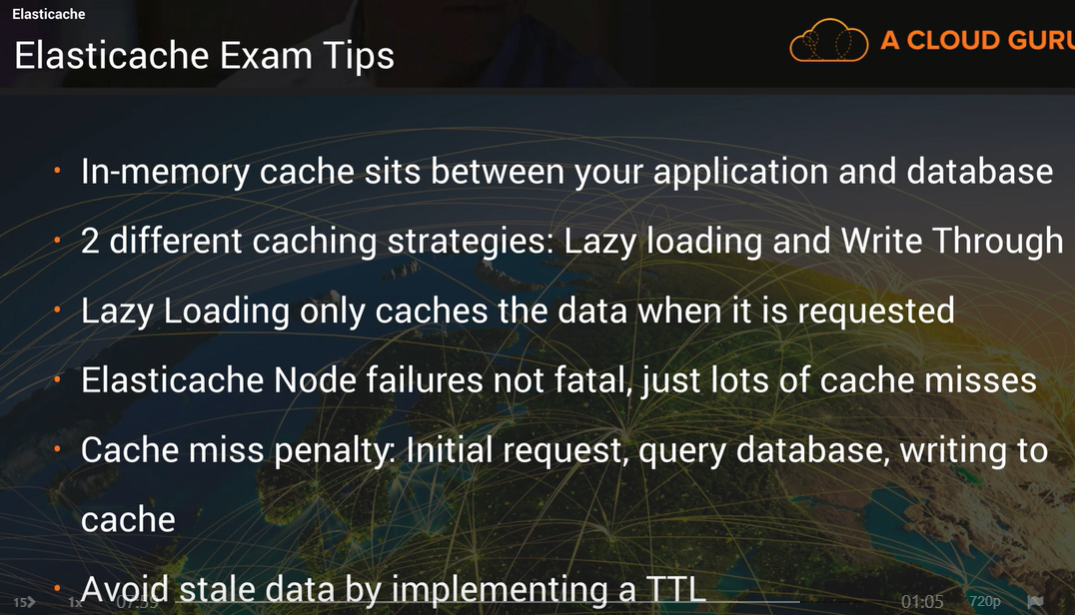 Elasticache
Elasticache Exam Tips
A CLOUD GURU
• In-memory cache sits between your application and database
• 2 different caching strategies: Lazy loading and Write Through
• Lazy Loading only caches the data when it is requested
• Elasticache Node failures not fatal, just lots of cache misses
• Cache miss penalty: Initial request, query database, writing to
cache
• Avoid stale data by implementing a TTL
15 1x 07:55 01:05 720p